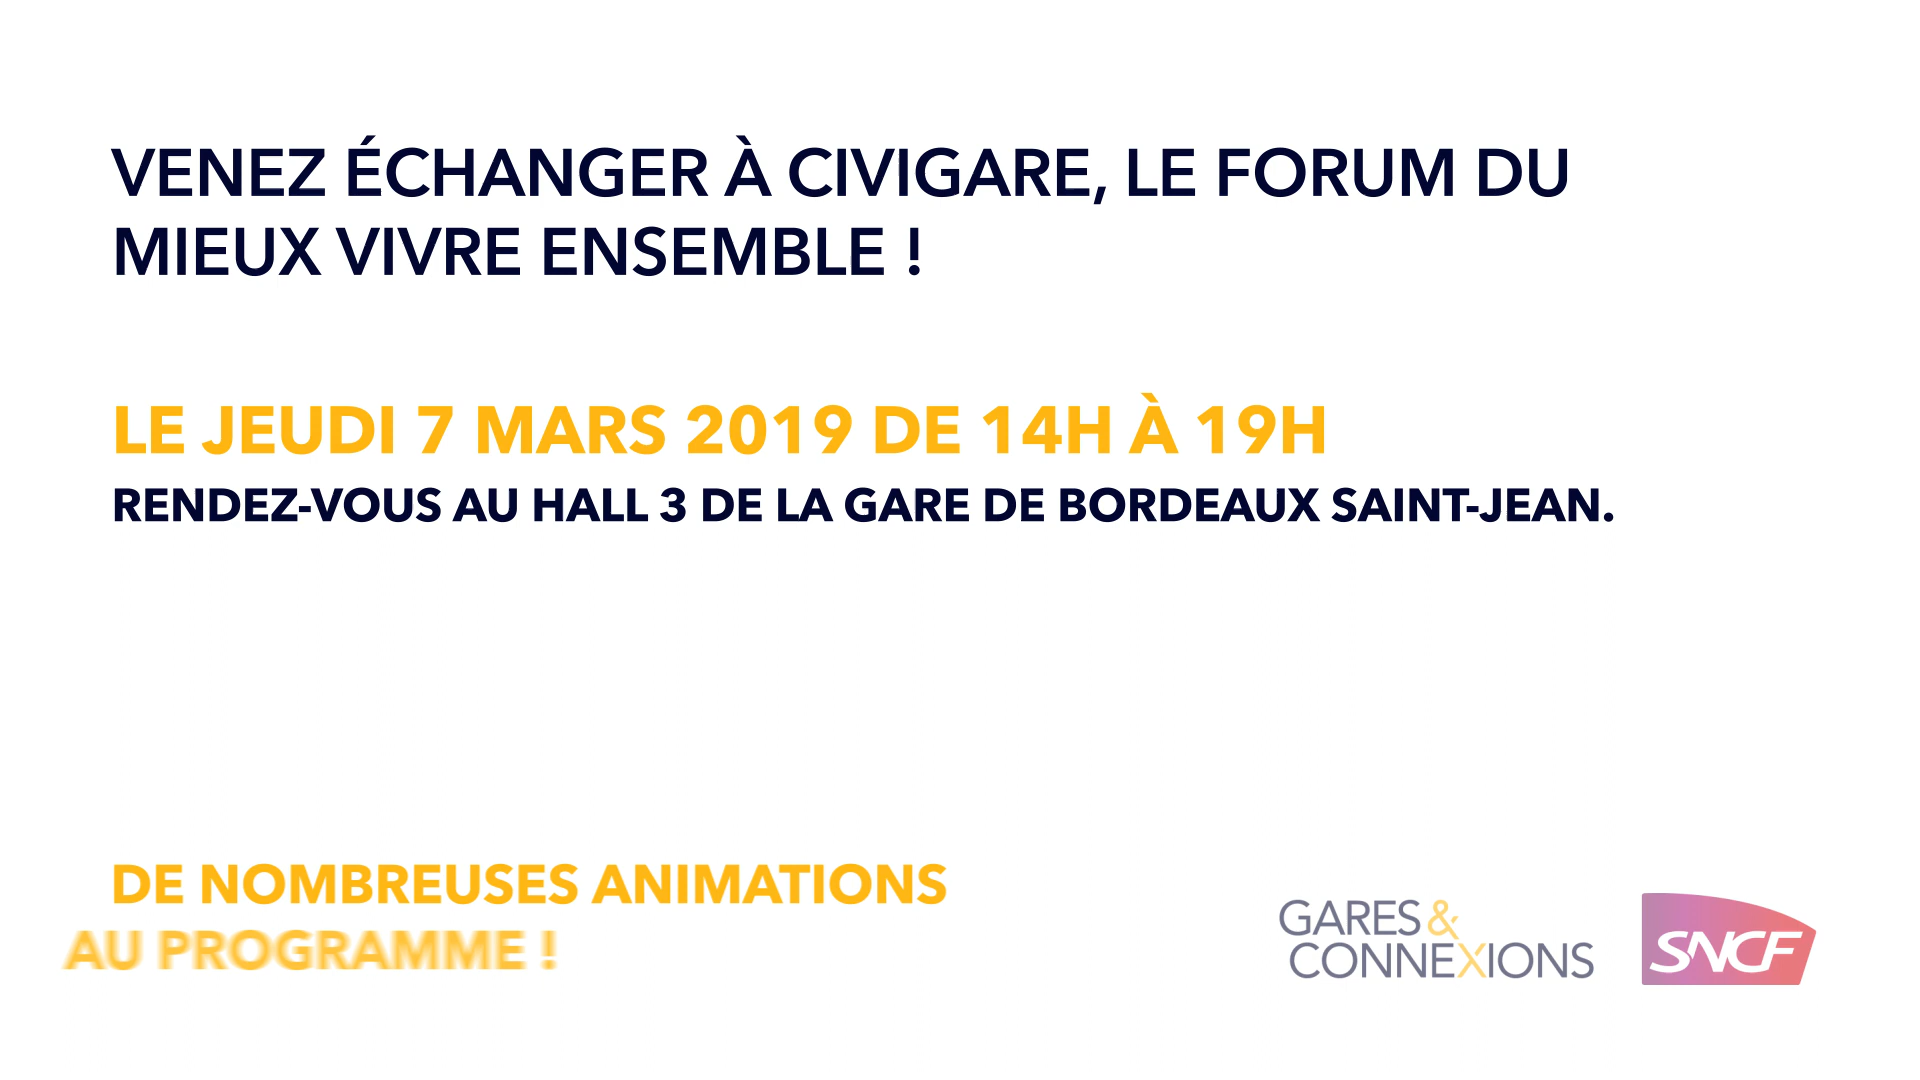 VENEZ ÉCHANGER À CIVIGARE, LE FORUM DU
MIEUX VIVRE ENSEMBLE !
LE JEUDI 7 MARS 2019 DE 14H À 19H
RENDEZ-VOUS AU HALL 3 DE LA GARE DE BORDEAUX SAINT-JEAN.
DE NOMBREUSES ANIMATIONS
AU PROGRAMME !
GARES &
CONNEXIONS
SNCF